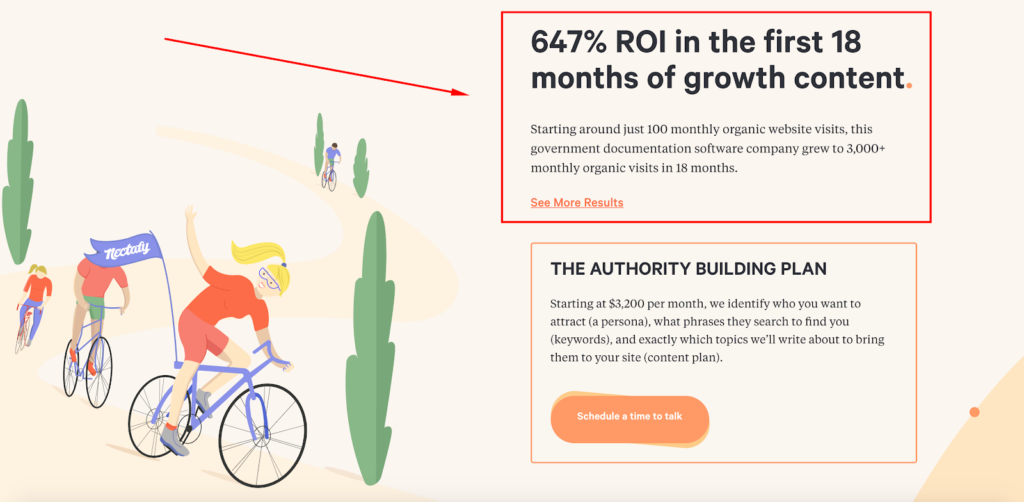 647% ROI in the first 18
months of growth content.
Starting around just 100 monthly organic website visits, this
government documentation software company grew to 3,000+
monthly organic visits in 18 months.
See More Results
Nectafy
THE AUTHORITY BUILDING PLAN
Starting at $3,200 per month, we identify who you want to
attract (a persona), what phrases they search to find you
(keywords), and exactly which topics we'll write about to bring
them to your site (content plan).
Schedule a time to talk